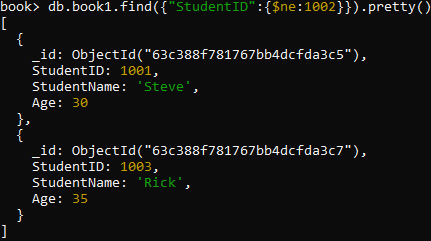 book> db.book1.find({"StudentID":{$ne:1002}}).pretty()
[
  {
    _id: ObjectId("63c388f781767bb4dcfda3c5"),
    StudentID: 1001,
    StudentName: 'Steve',
    Age: 30
  },
  {
    _id: ObjectId("63c388f781767bb4dcfda3c7"),
    StudentID: 1003,
    StudentName: 'Rick',
    Age: 35
  }
]